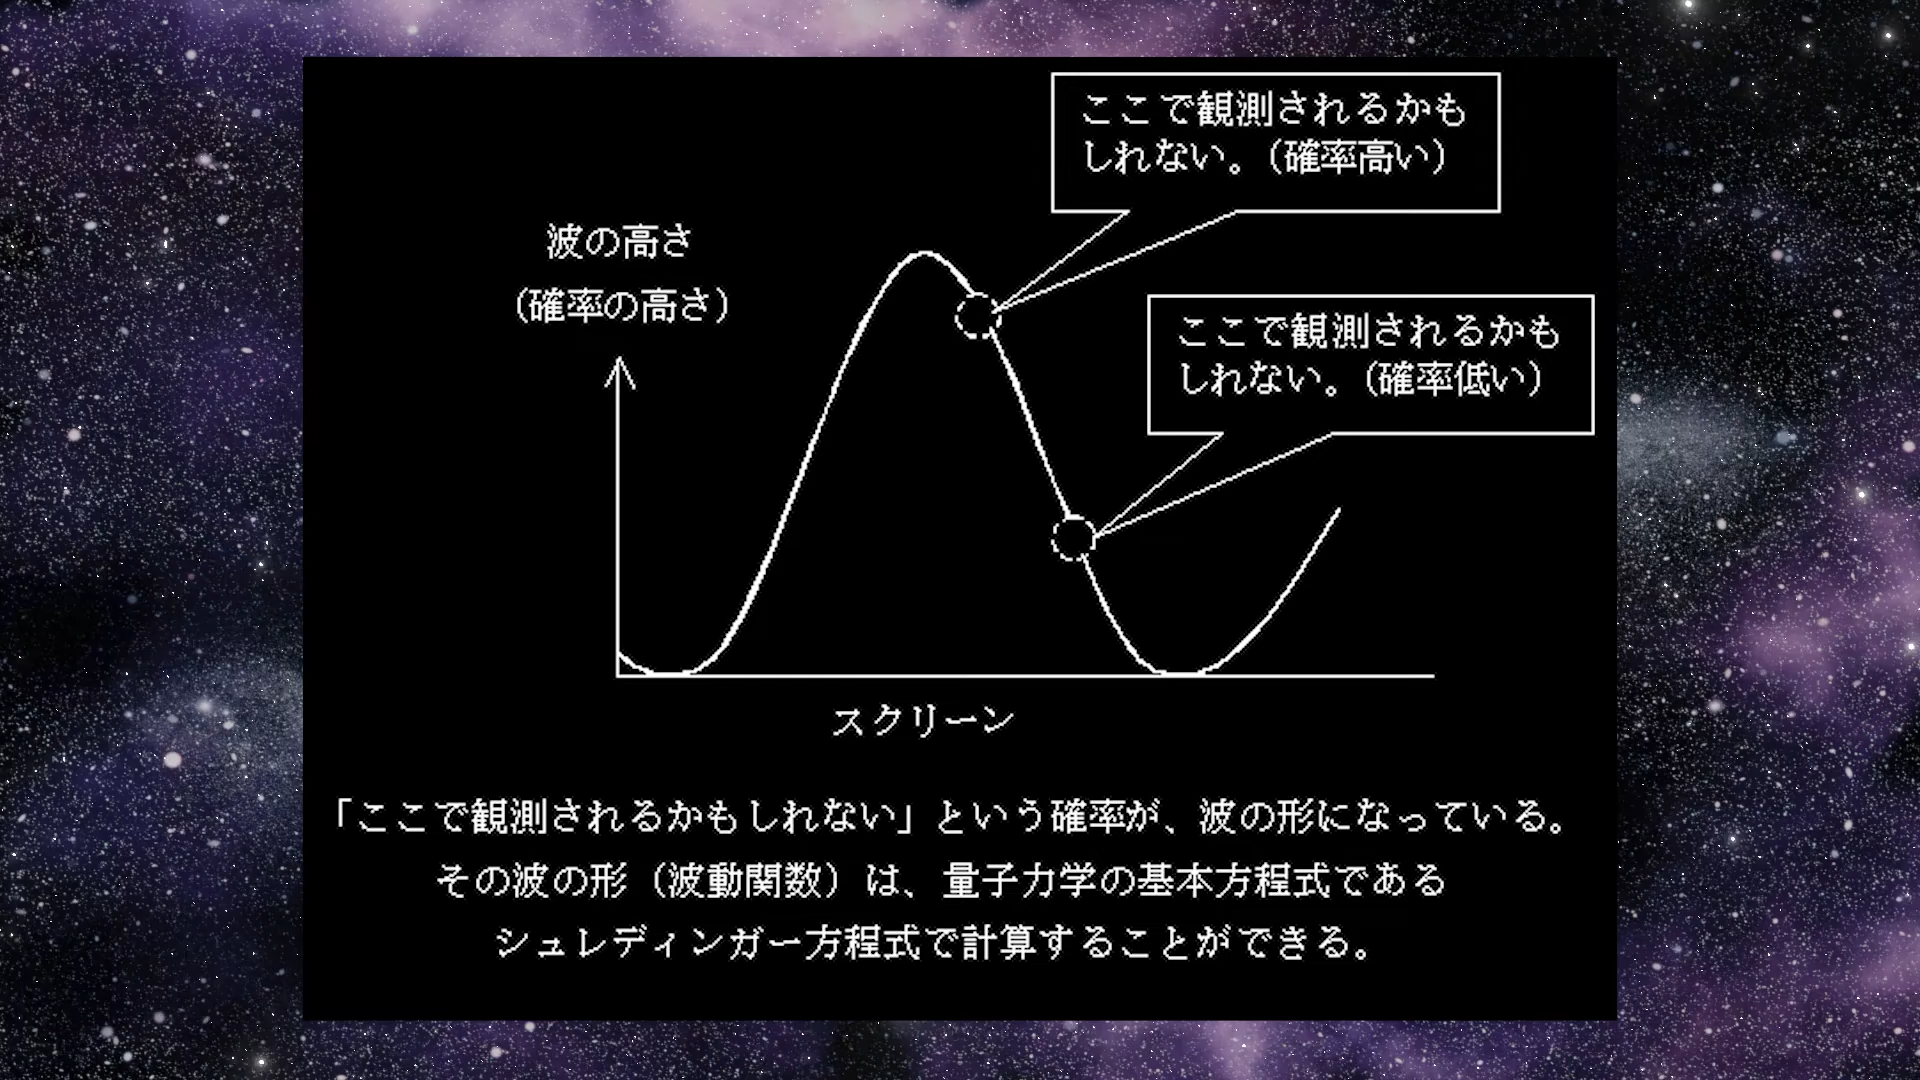 ここで観測されるかも
しれない。（確率高い）
波の高さ
（確率の高さ）
ここで観測されるかも
しれない。（確率低い）
スクリーン
「ここで観測されるかもしれない」という確率が、波の形になっている。
その波の形（波動関数）は、量子力学の基本方程式である
シュレディンガー方程式で計算することができる。